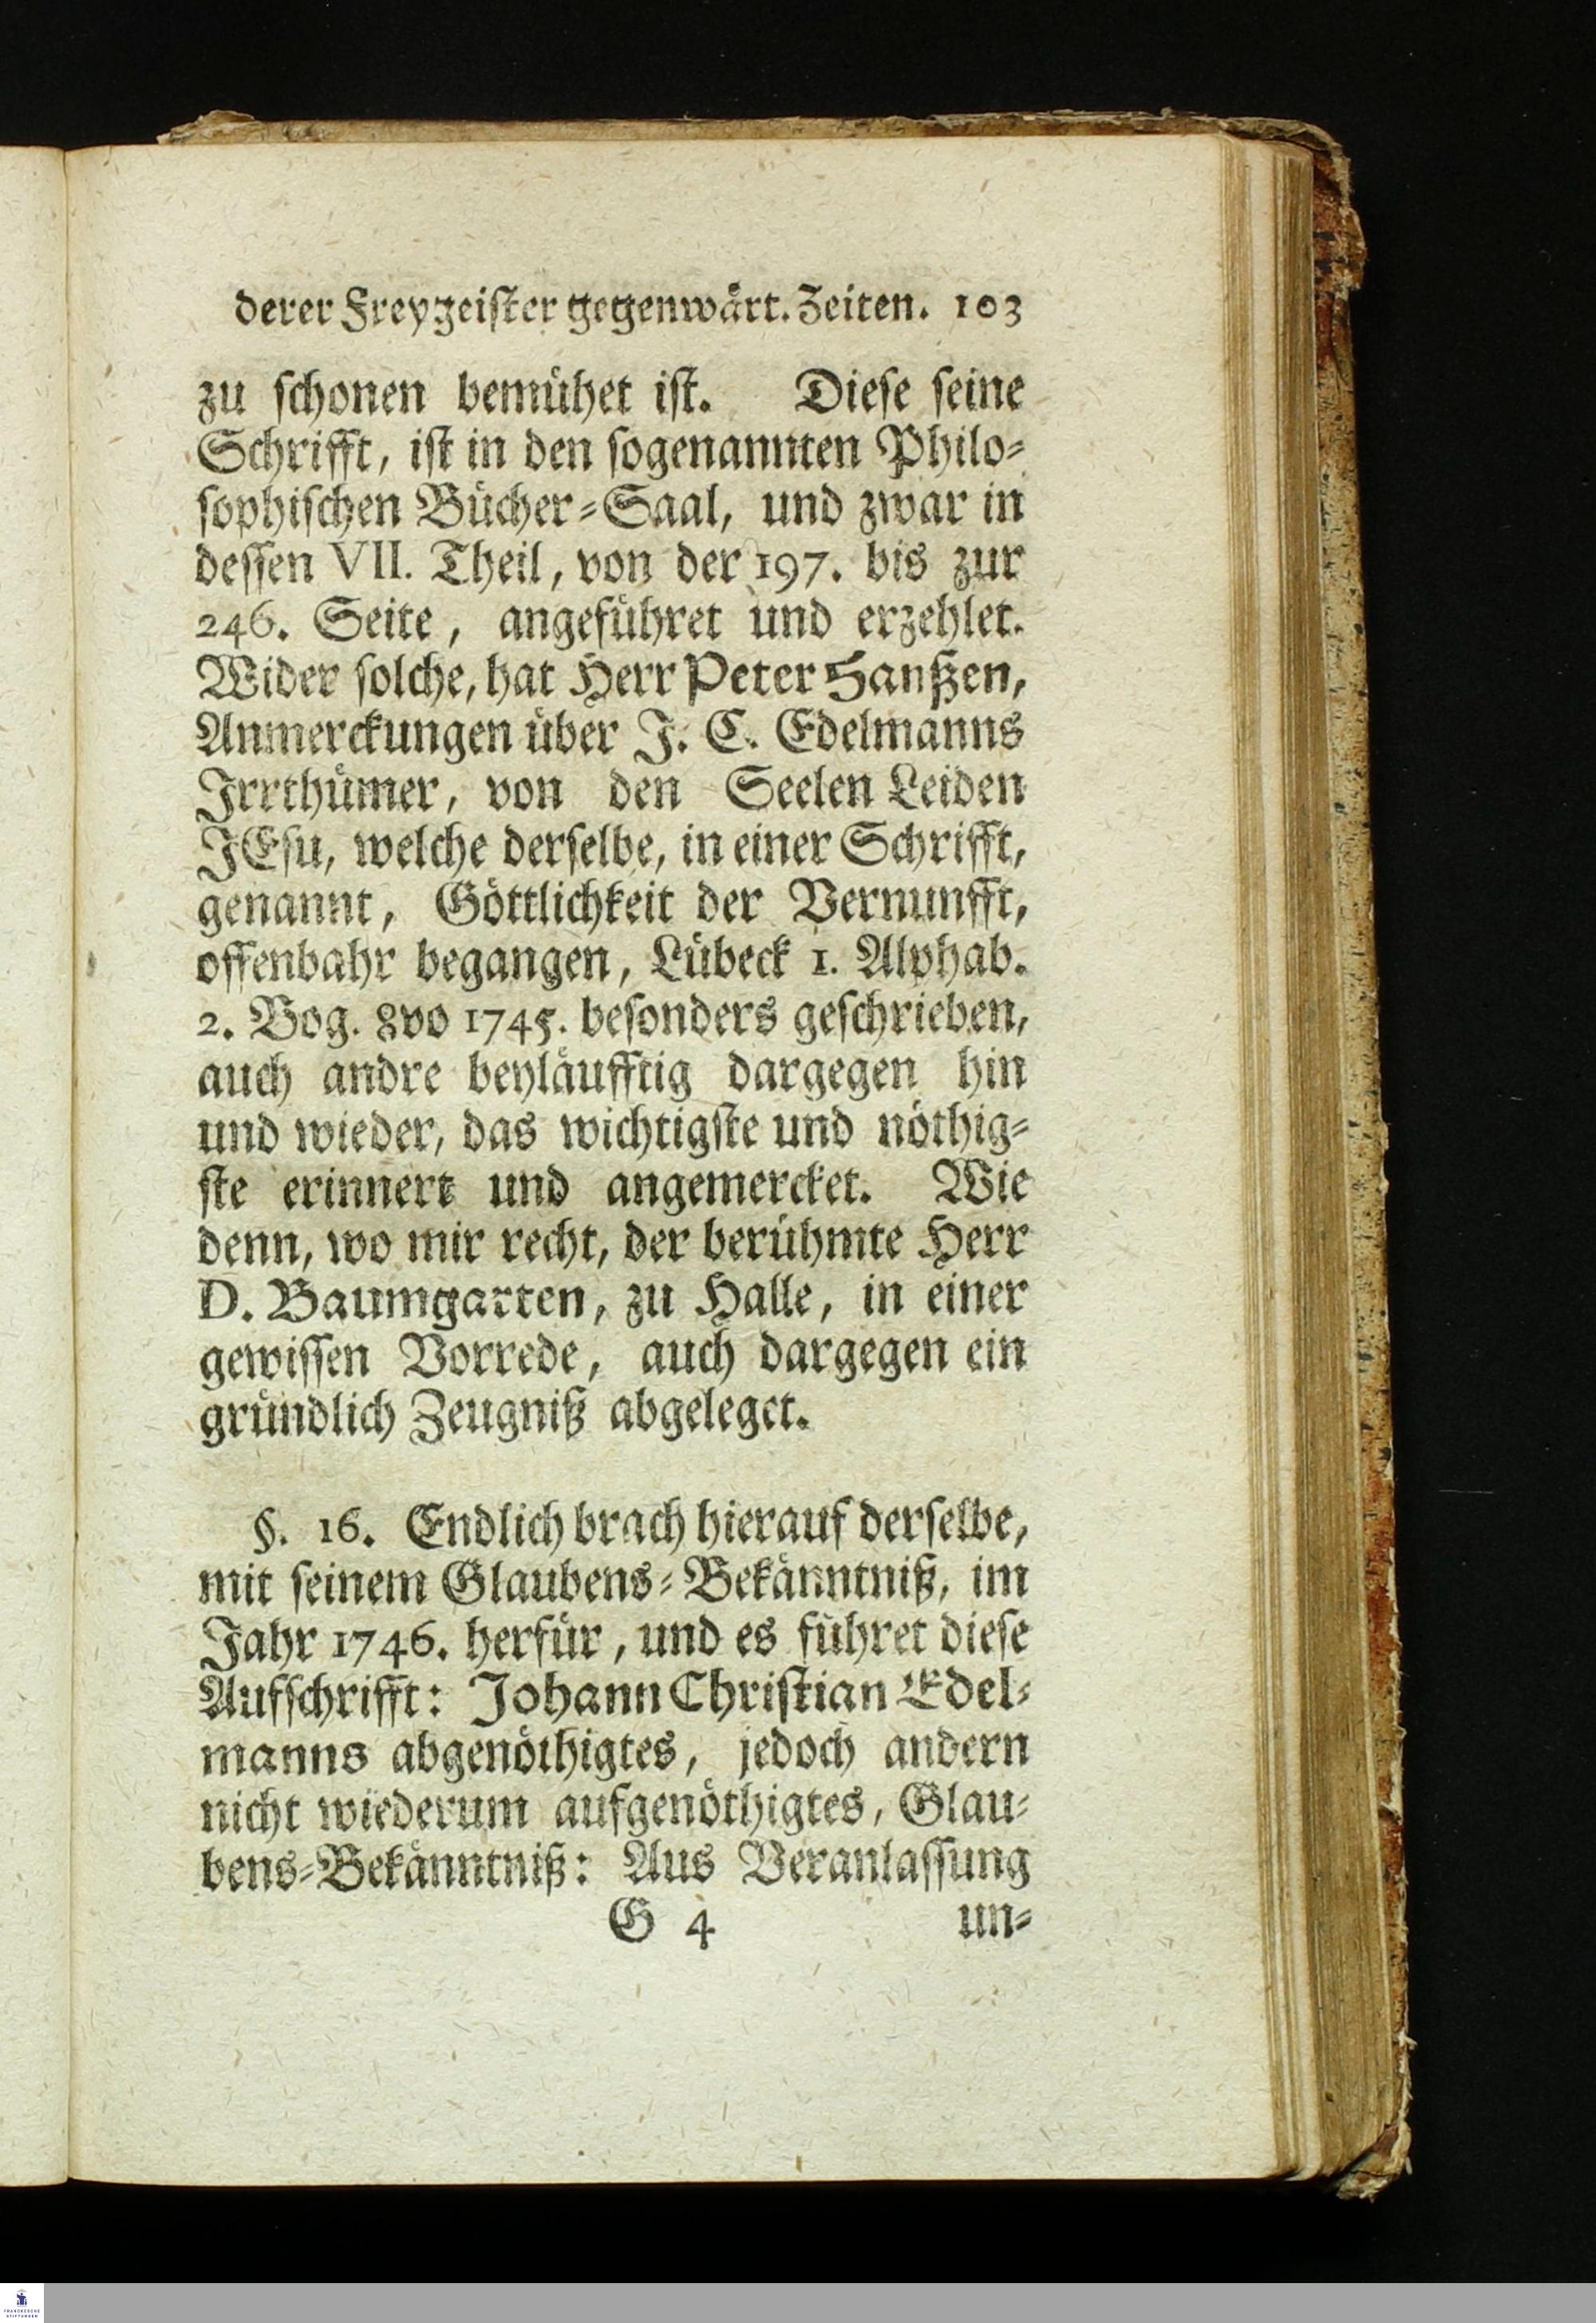 derer Freygeister gegenwärt. Zeiten. 103
zu schonen bemühet ist. Diese seine
Schrifft, ist in den sogenannten Philo-
sophischen Bücher-Saal, und zwar in
dessen VII. Theil, von der 197. bis zur
246. Seite, angeführet und erzehlet.
Wider solche, hat Herr Peter Hanßen,
Anmerckungen über J. C. Edelmanns
Irrthümer, von den Seelen Leiden
JEsu, welche derselbe, in einer Schrifft,
genannt, Göttlichkeit der Vernunfft,
offenbahr begangen, Lübeck 1. Alphab.
2. Bog. 8vo 1745. besonders geschrieben,
auch andre beyläufftig dargegen hin
und wieder, das wichtigste und nöthig-
ste erinnert und angemercket. Wie
denn, wo mir recht, der berühmte Herr
D. Baumgarten, zu Halle, in einer
gewissen Vorrede, auch dargegen ein
gründlich Zeugniß abgeleget.
§. 16. Endlich brach hierauf derselbe,
mit seinem Glaubens-Bekänntniß, im
Jahr 1746. herfür, und es führet diese
Aufschrifft: Johann Christian Edel-
manns abgenöthigtes, jedoch andern
nicht wiederum aufgenöthigtes, Glau-
bens-Bekänntniß: Aus Veranlassung
G 4 un-
FRANCKESCHE
STIFTUNGEN